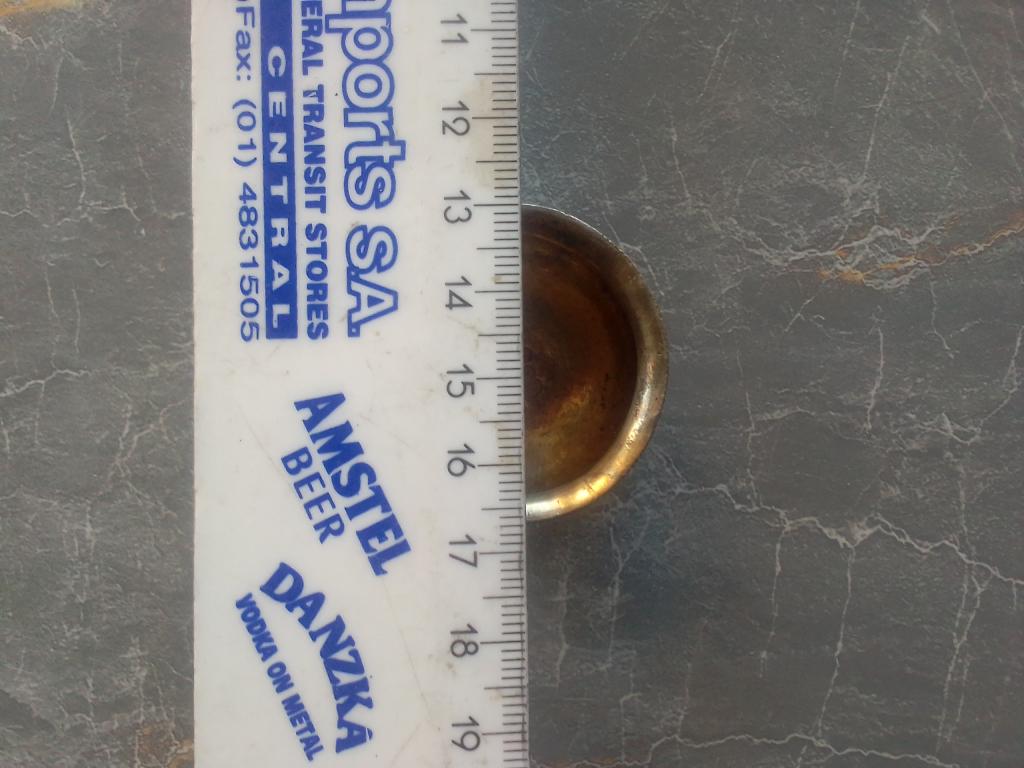 mports S.A.
ERAL TRANSIT STORES
CENTRAL
Fax: (01) 4831505
AMSTEL
BEER
DANZKA
VODKA ON METAL
11 12 13 14 15 16 17 18 19